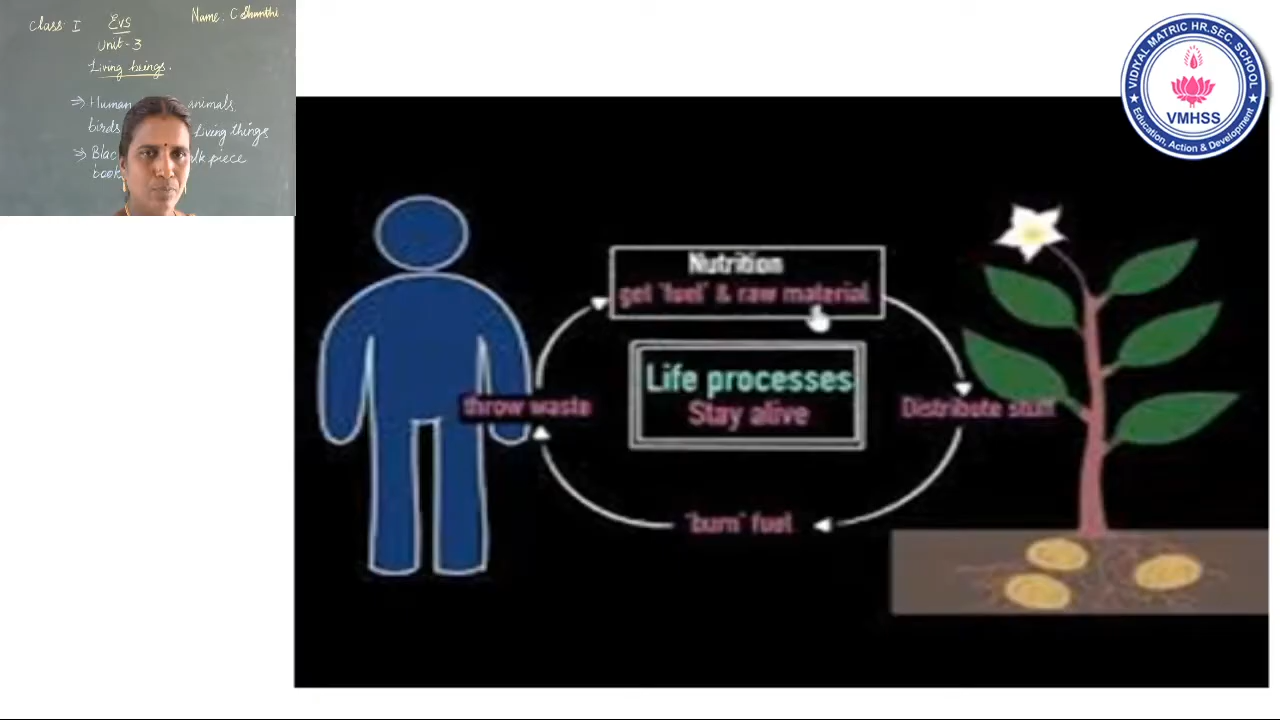 Class I
Evs
Name: C Shanthi
Unit - 3
Living beings.
⇒ Human animals,
birds Living things
⇒ piece
book
VIDIYAL MATRIC HR.SEC. SCHOOL
VMHSS
Education, Action & Development
Nutrition
get 'fuel' & raw material
Life processes
Stay alive
throw waste
Distribute stuff
'burn' fuel